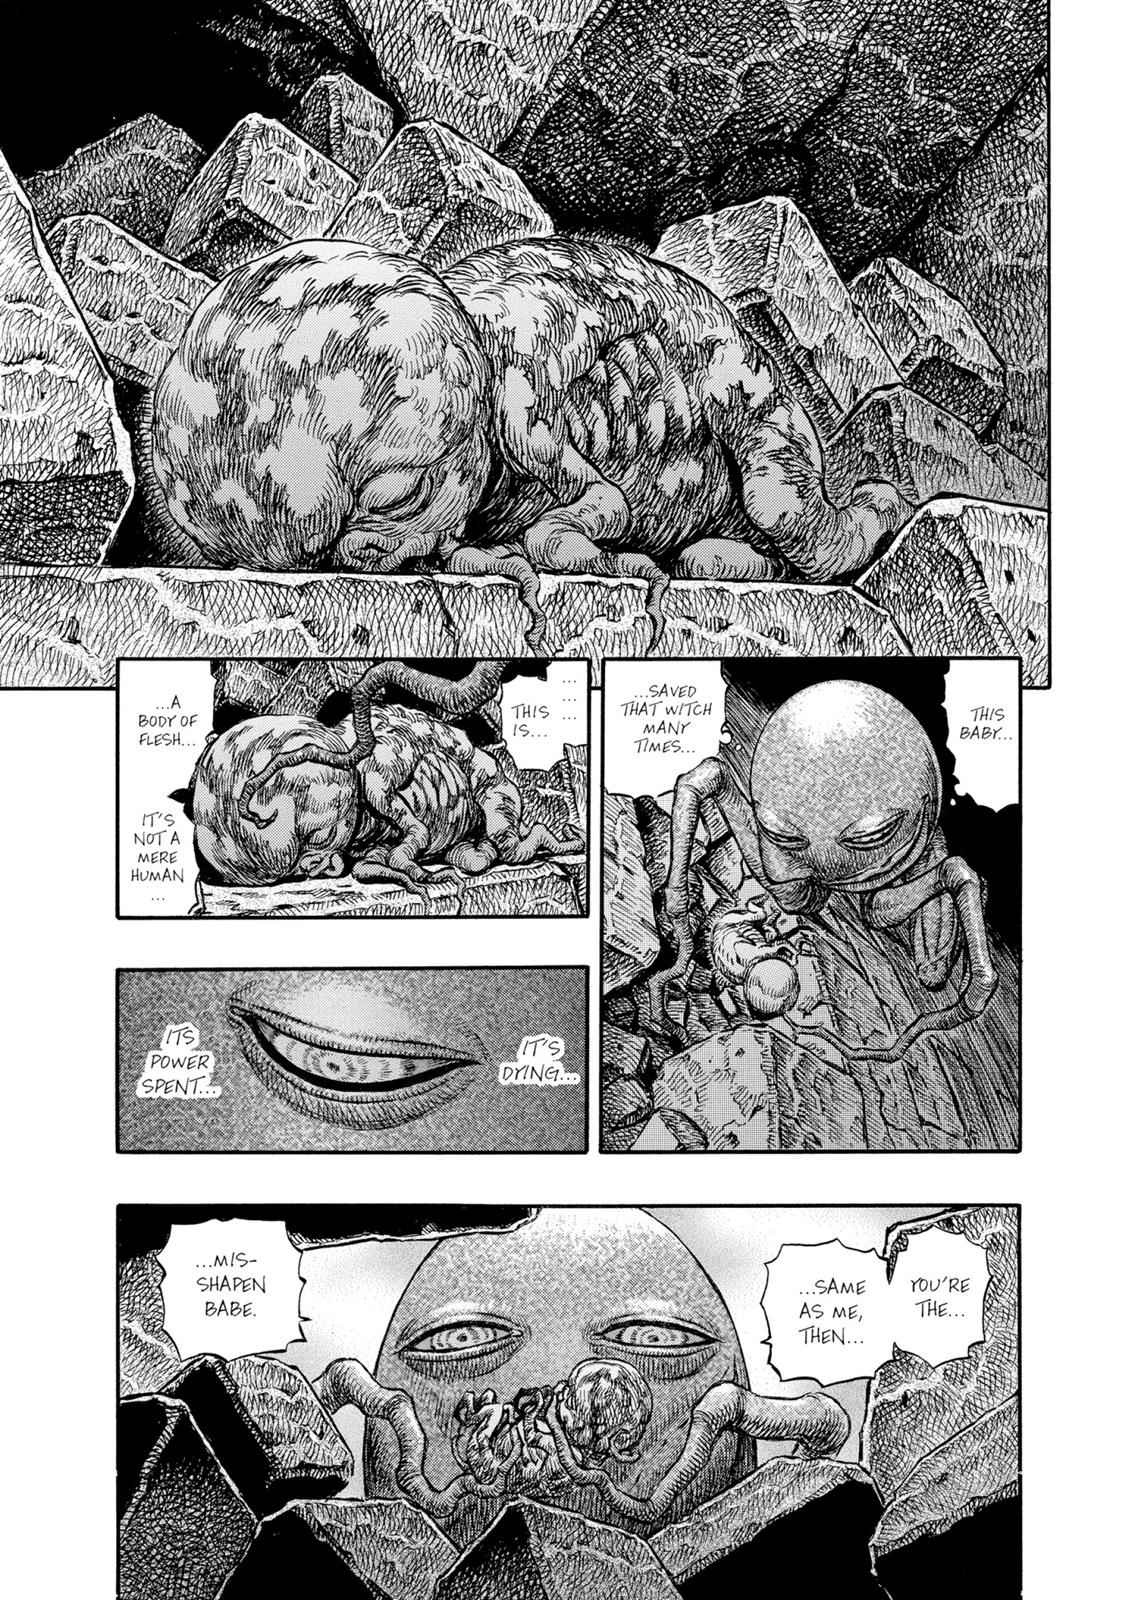 THIS
BABY...
...SAVED
THAT WITCH
MANY
TIMES...
... ...
... ...
THIS
IS...
...A
BODY OF
FLESH...
IT'S
NOT A
MERE
HUMAN
...
IT'S
DYING...
ITS
POWER
SPENT...
YOU'RE
THE...
...SAME
AS ME,
THEN...
...MIS-
SHAPEN
BABE.